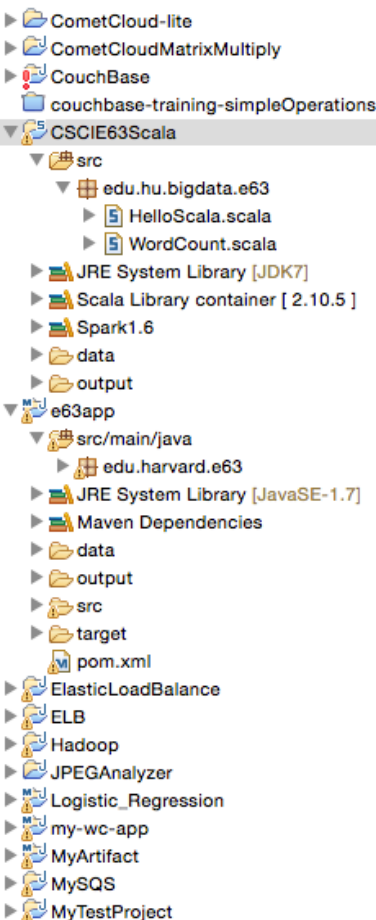 CometCloud-lite
CometCloudMatrixMultiply
CouchBase
couchbase-training-simpleOperations
CSCIE63Scala
src
edu.hu.bigdata.e63
HelloScala.scala
WordCount.scala
JRE System Library [JDK7]
Scala Library container [ 2.10.5 ]
Spark1.6
data
output
e63app
src/main/java
edu.harvard.e63
JRE System Library [JavaSE-1.7]
Maven Dependencies
data
output
src
target
pom.xml
ElasticLoadBalance
ELB
Hadoop
JPEGAnalyzer
Logistic_Regression
my-wc-app
MyArtifact
MySQS
MyTestProject